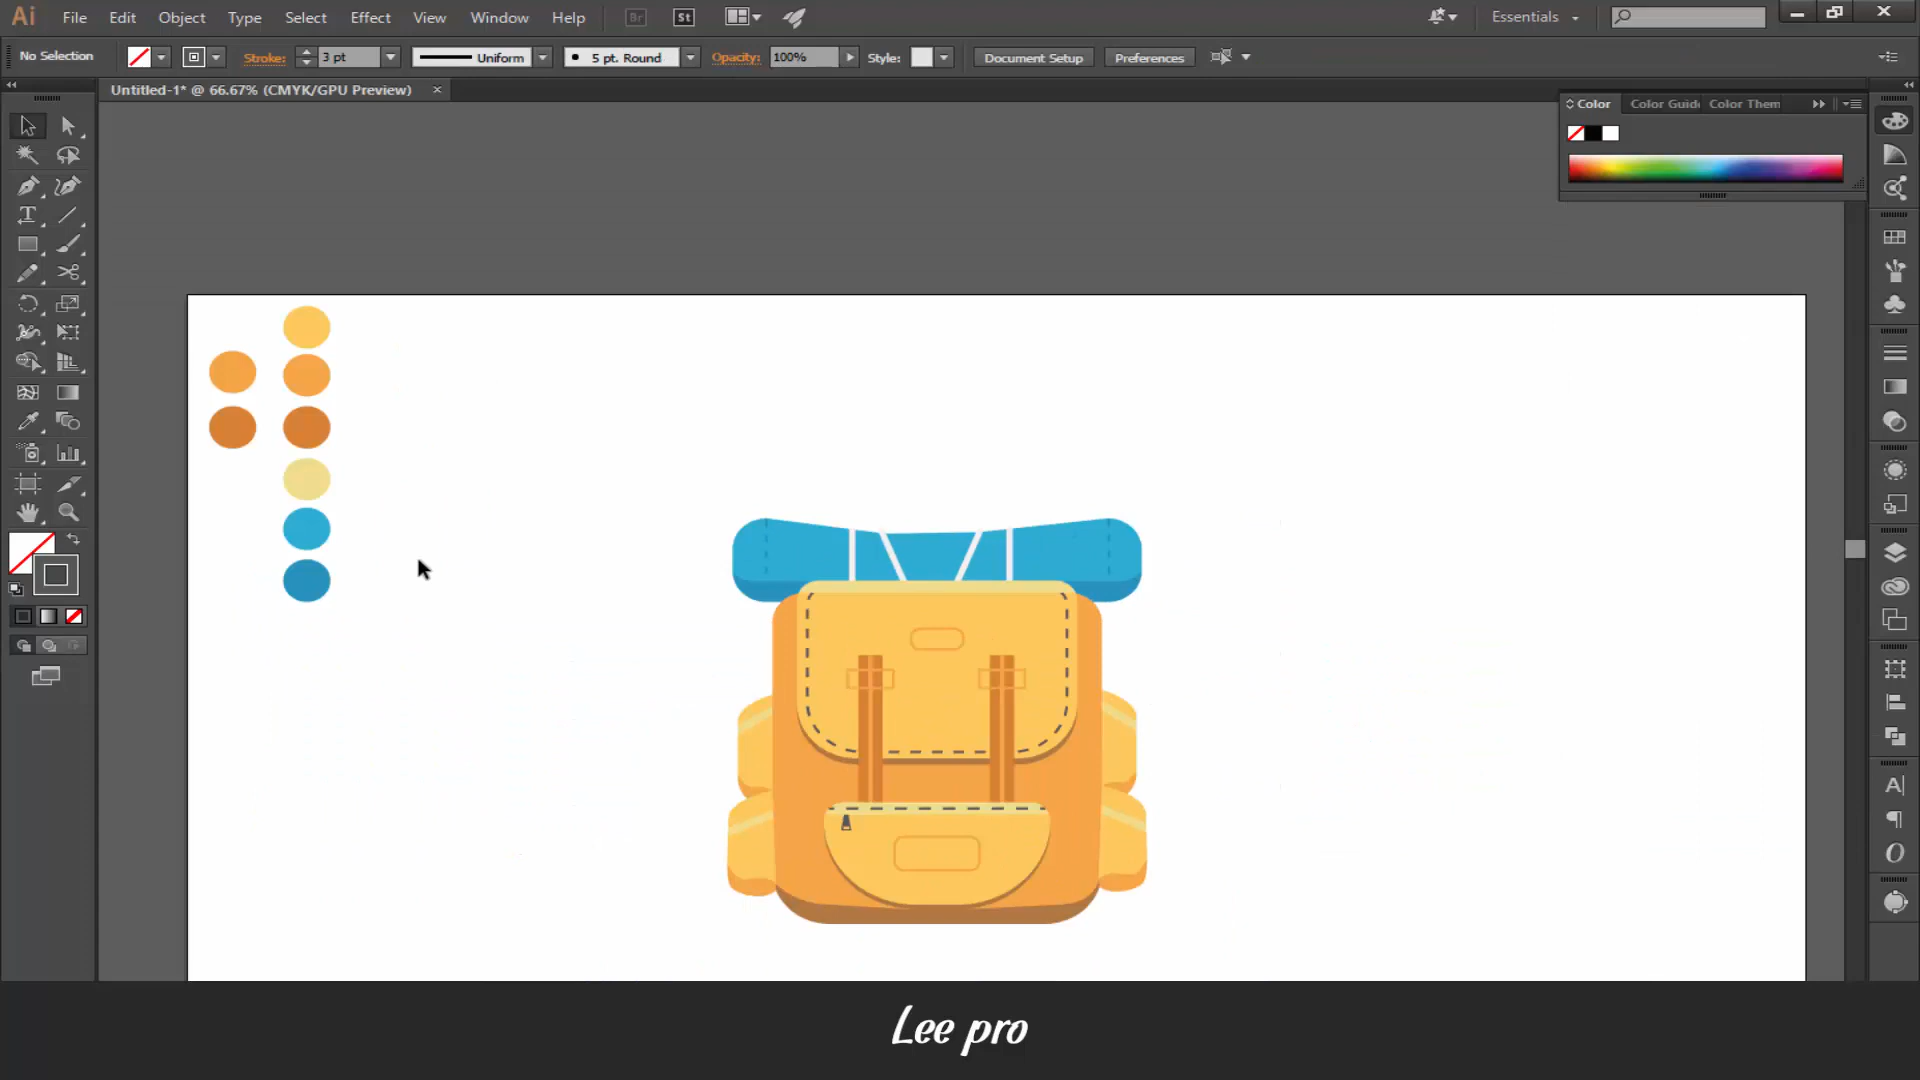 Ai File Edit Object Type Select Effect View Window Help Br St Essentials
No Selection Stroke: 3 pt Uniform 5 pt. Round Opacity: 100% Style: Document Setup Preferences
Untitled-1* @ 66.67% (CMYK/GPU Preview)
Color Color Guid Color Them
Lee pro